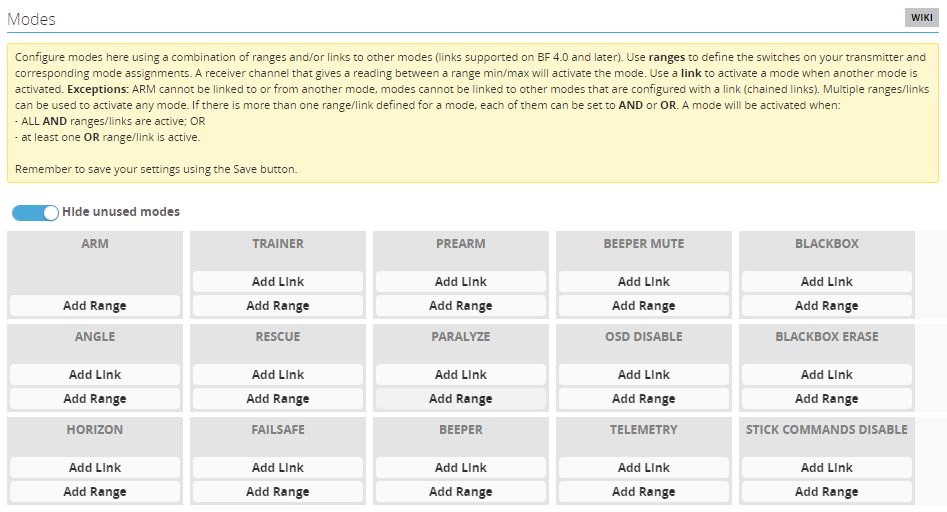 Modes
WIKI
Configure modes here using a combination of ranges and/or links to other modes (links supported on BF 4.0 and later). Use ranges to define the switches on your transmitter and
corresponding mode assignments. A receiver channel that gives a reading between a range min/max will activate the mode. Use a link to activate a mode when another mode is
activated. Exceptions: ARM cannot be linked to or from another mode, modes cannot be linked to other modes that are configured with a link (chained links). Multiple ranges/links
can be used to activate any mode. If there is more than one range/link defined for a mode, each of them can be set to AND or OR. A mode will be activated when:
- ALL AND ranges/links are active; OR
- at least one OR range/link is active.
Remember to save your settings using the Save button.
Hide unused modes
ARM TRAINER PREARM BEEPER MUTE BLACKBOX
Add Link Add Link Add Link Add Link
Add Range Add Range Add Range Add Range Add Range
ANGLE RESCUE PARALYZE OSD DISABLE BLACKBOX ERASE
Add Link Add Link Add Link Add Link Add Link
Add Range Add Range Add Range Add Range Add Range
HORIZON FAILSAFE BEEPER TELEMETRY STICK COMMANDS DISABLE
Add Link Add Link Add Link Add Link Add Link
Add Range Add Range Add Range Add Range Add Range